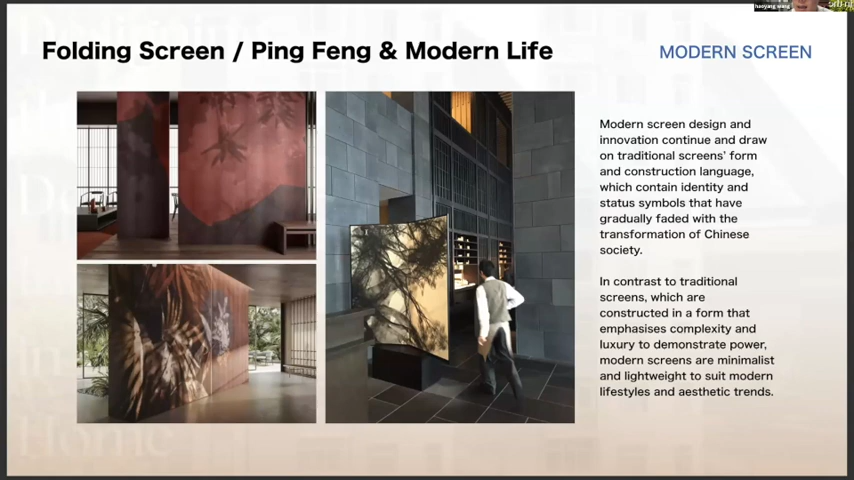 haoyang wang
Folding Screen / Ping Feng & Modern Life
MODERN SCREEN
Modern screen design and
innovation continue and draw
on traditional screens' form
and construction language,
which contain identity and
status symbols that have
gradually faded with the
transformation of Chinese
society.
In contrast to traditional
screens, which are
constructed in a form that
emphasises complexity and
luxury to demonstrate power,
modern screens are minimalist
and lightweight to suit modern
lifestyles and aesthetic trends.